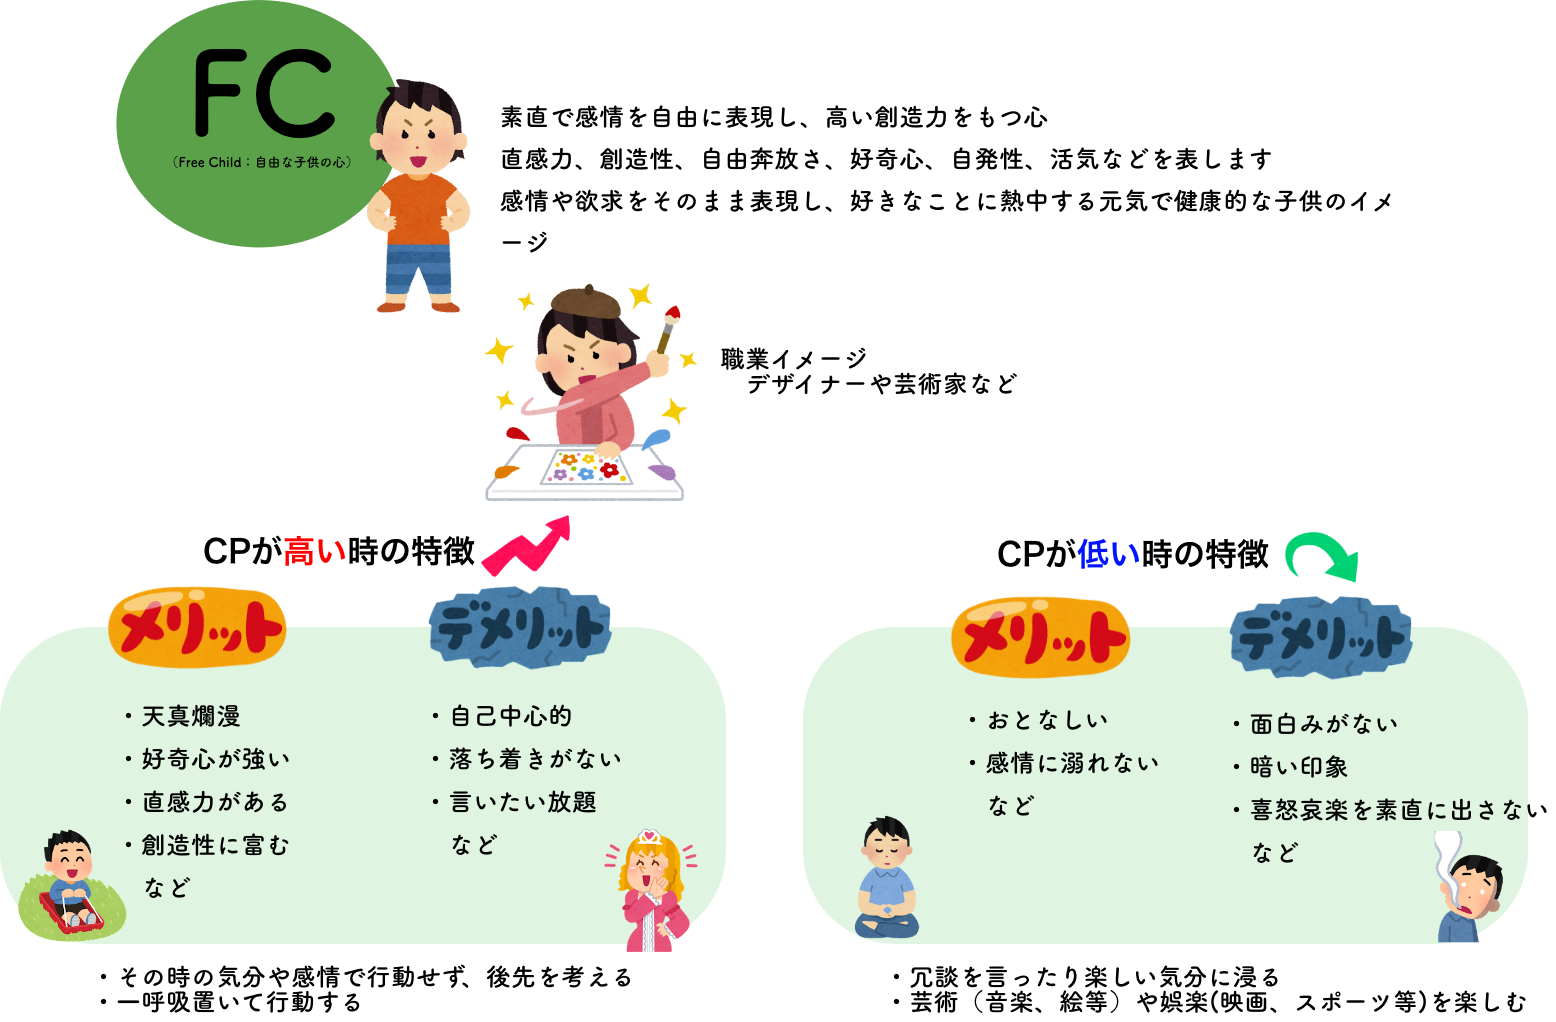 FC
（Free Child：自由な子供の心）
素直で感情を自由に表現し、高い創造力をもつ心
直感力、創造性、自由奔放さ、好奇心、自発性、活気などを表します
感情や欲求をそのまま表現し、好きなことに熱中する元気で健康的な子供のイメ
ージ
職業イメージ
デザイナーや芸術家など
CPが高い時の特徴
メリット
デメリット
・天真爛漫
・好奇心が強い
・直感力がある
・創造性に富む
など
・自己中心的
・落ち着きがない
・言いたい放題
など
・その時の気分や感情で行動せず、後先を考える
・一呼吸置いて行動する
CPが低い時の特徴
メリット
デメリット
・おとなしい
・感情に溺れない
など
・面白みがない
・暗い印象
・喜怒哀楽を素直に出さない
など
・冗談を言ったり楽しい気分に浸る
・芸術（音楽、絵等）や娯楽(映画、スポーツ等)を楽しむ